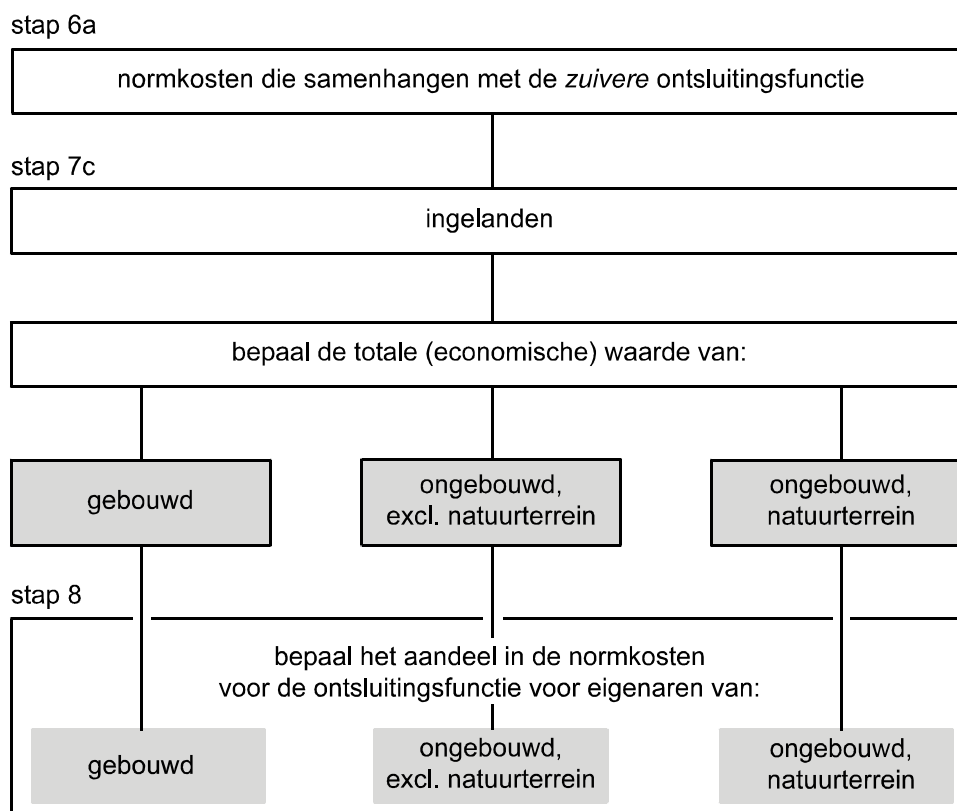 stap 6a
normkosten die samenhangen met de zuivere ontsluitingsfunctie
stap 7c
ingelanden
bepaal de totale (economische) waarde van:
gebouwd
ongebouwd,
excl. natuurterrein
ongebouwd,
natuurterrein
stap 8
bepaal het aandeel in de normkosten
voor de ontsluitingsfunctie voor eigenaren van:
gebouwd
ongebouwd,
excl. natuurterrein
ongebouwd,
natuurterrein